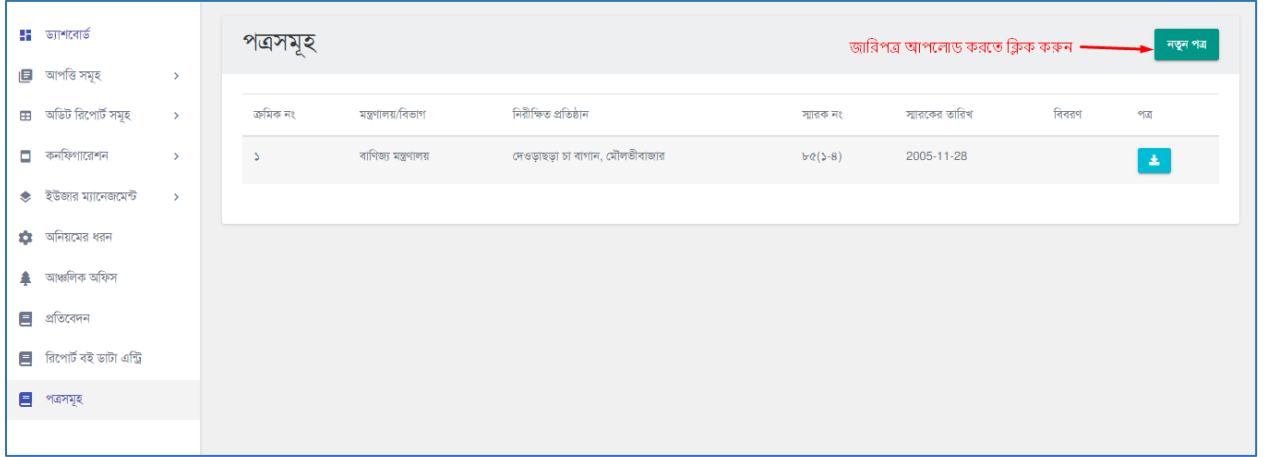 ড্যাশবোর্ড
আপত্তি সমূহ
অডিট রিপোর্ট সমূহ
কনফিগারেশন
ইউজার ম্যানেজমেন্ট
অনিয়মের ধরন
আঞ্চলিক অফিস
প্রতিবেদন
রিপোর্ট বই ডাটা এন্ট্রি
পত্রসমূহ
পত্রসমূহ
জারিপত্র আপলোড করতে ক্লিক করুন
নতুন পত্র
ক্রমিক নং মন্ত্রণালয়/বিভাগ নিরীক্ষিত প্রতিষ্ঠান স্মারক নং স্মারকের তারিখ বিবরণ পত্র
১ বাণিজ্য মন্ত্রণালয় দেওড়াছড়া চা বাগান, মৌলভীবাজার ৮৫(১-৪) 2005-11-28